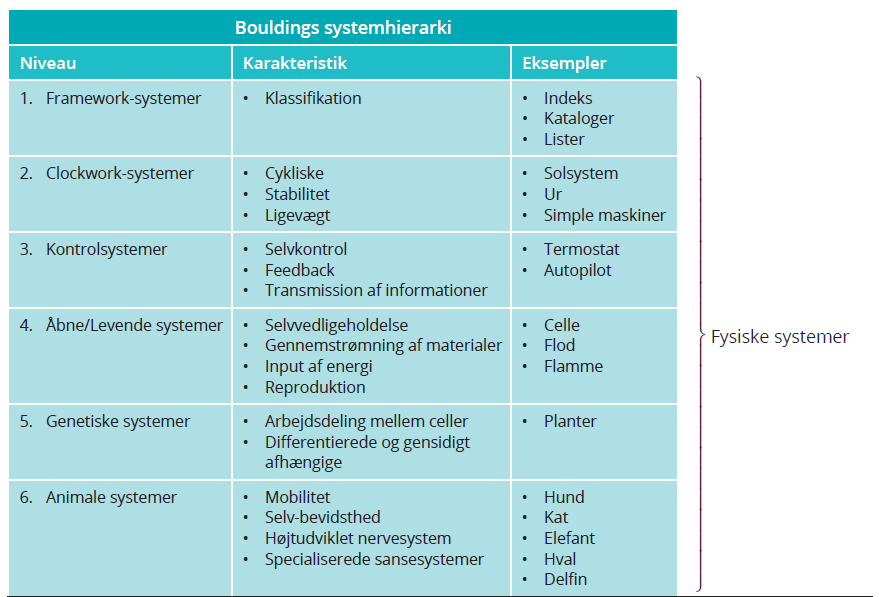 Bouldings systemhierarki
Niveau Karakteristik Eksempler
1. Framework-systemer
• Klassifikation
• Indeks
• Kataloger
• Lister
2. Clockwork-systemer
• Cykliske
• Stabilitet
• Ligevægt
• Solsystem
• Ur
• Simple maskiner
3. Kontrolsystemer
• Selvkontrol
• Feedback
• Transmission af informationer
• Termostat
• Autopilot
4. Åbne/Levende systemer
• Selvvedligeholdelse
• Gennemstrømning af materialer
• Input af energi
• Reproduktion
• Celle
• Flod
• Flamme
5. Genetiske systemer
• Arbejdsdeling mellem celler
• Differentierede og gensidigt
afhængige
• Planter
6. Animale systemer
• Mobilitet
• Selv-bevidsthed
• Højtudviklet nervesystem
• Specialiserede sansesystemer
• Hund
• Kat
• Elefant
• Hval
• Delfin
Fysiske systemer